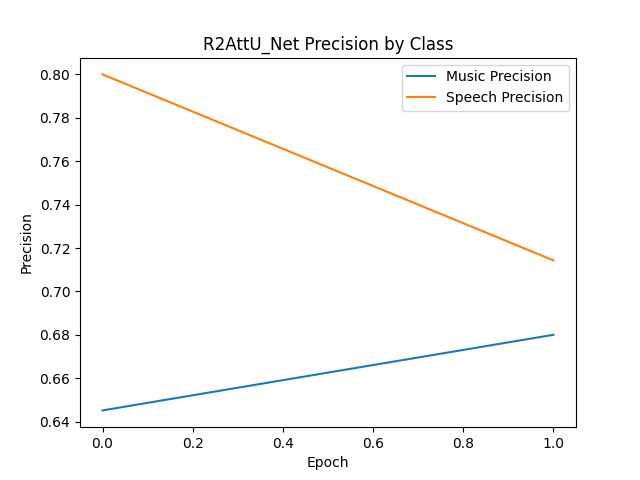 R2AttU_Net Precision by Class
Music Precision
Speech Precision
Precision
0.80
0.78
0.76
0.74
0.72
0.70
0.68
0.66
0.64
0.0 0.2 0.4 0.6 0.8 1.0
Epoch